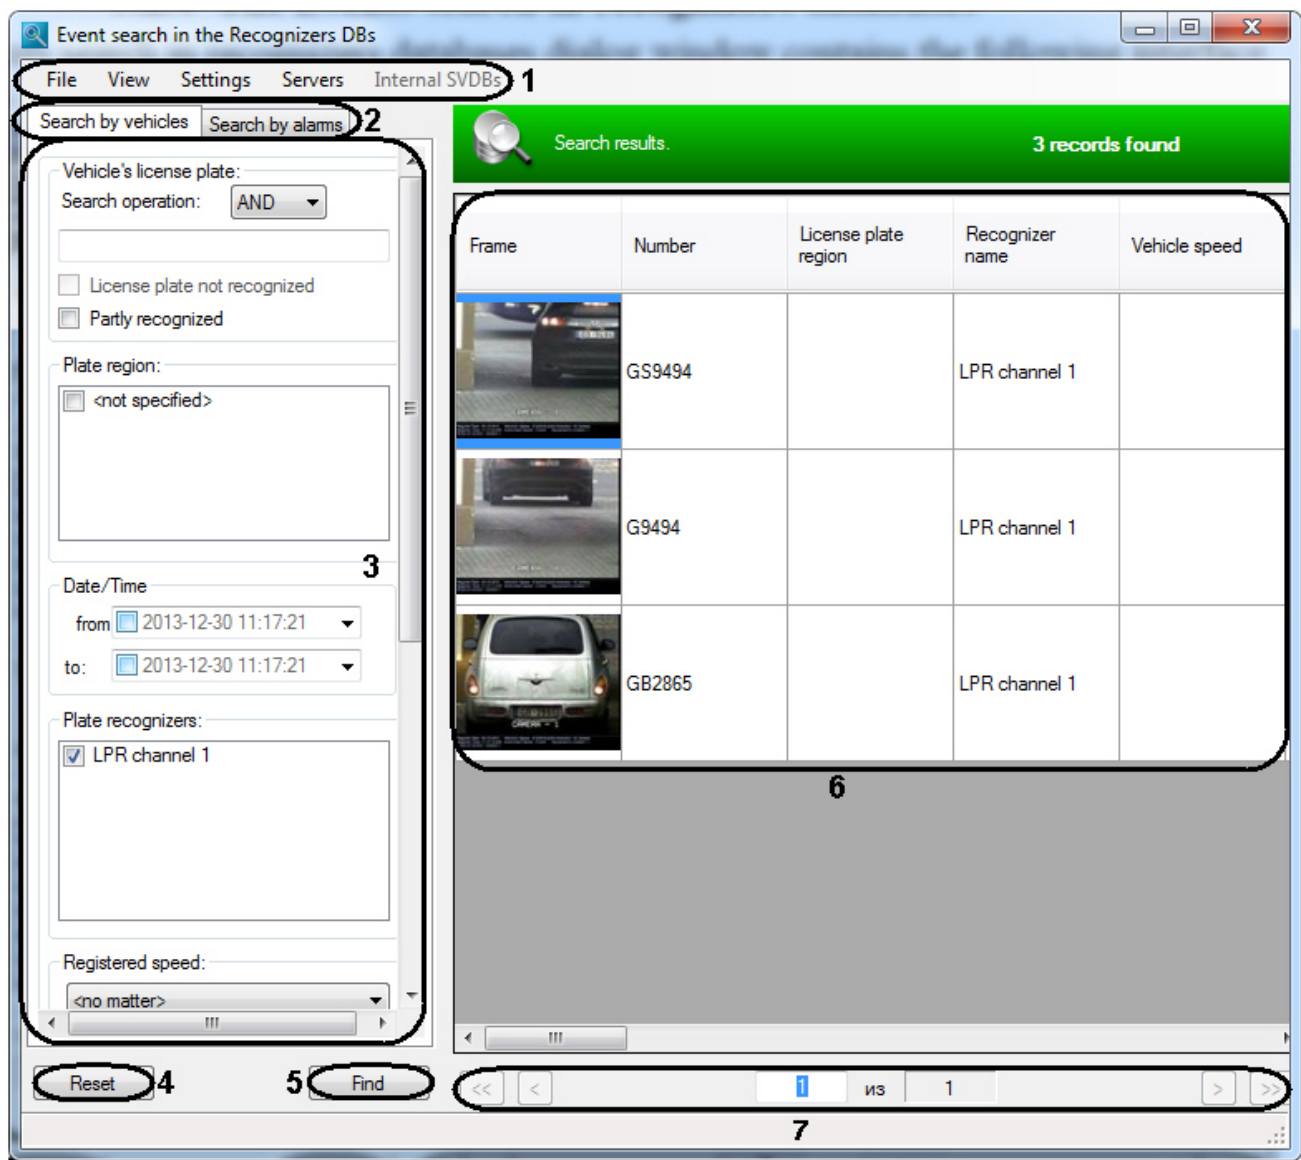 Event search in the Recognizers DBs
File View Settings Servers Internal SVDBs 1
Search by vehicles Search by alarms 2
Vehicle's license plate:
Search operation: AND
License plate not recognized
Partly recognized
Plate region:
<not specified>
3
Date/Time
from 2013-12-30 11:17:21
to: 2013-12-30 11:17:21
Plate recognizers:
LPR channel 1
Registered speed:
<no matter>
Reset 4 5 Find
Search results. 3 records found
Frame Number License plate region Recognizer name Vehicle speed
GS9494 LPR channel 1
G9494 LPR channel 1
GB2865 LPR channel 1
6
<< < 1 из 1 > >>
7